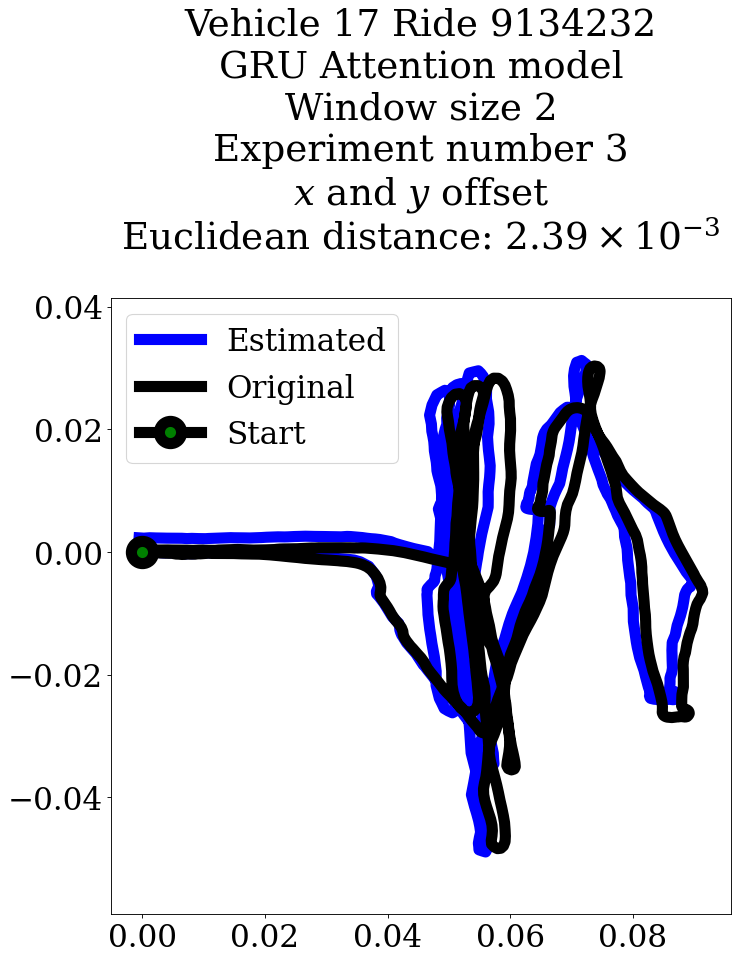 Vehicle 17 Ride 9134232
GRU Attention model
Window size 2
Experiment number 3
x and y offset
Euclidean distance: 2.39 × 10⁻³
0.04
0.02
0.00
−0.02
−0.04
Estimated
Original
Start
0.00 0.02 0.04 0.06 0.08